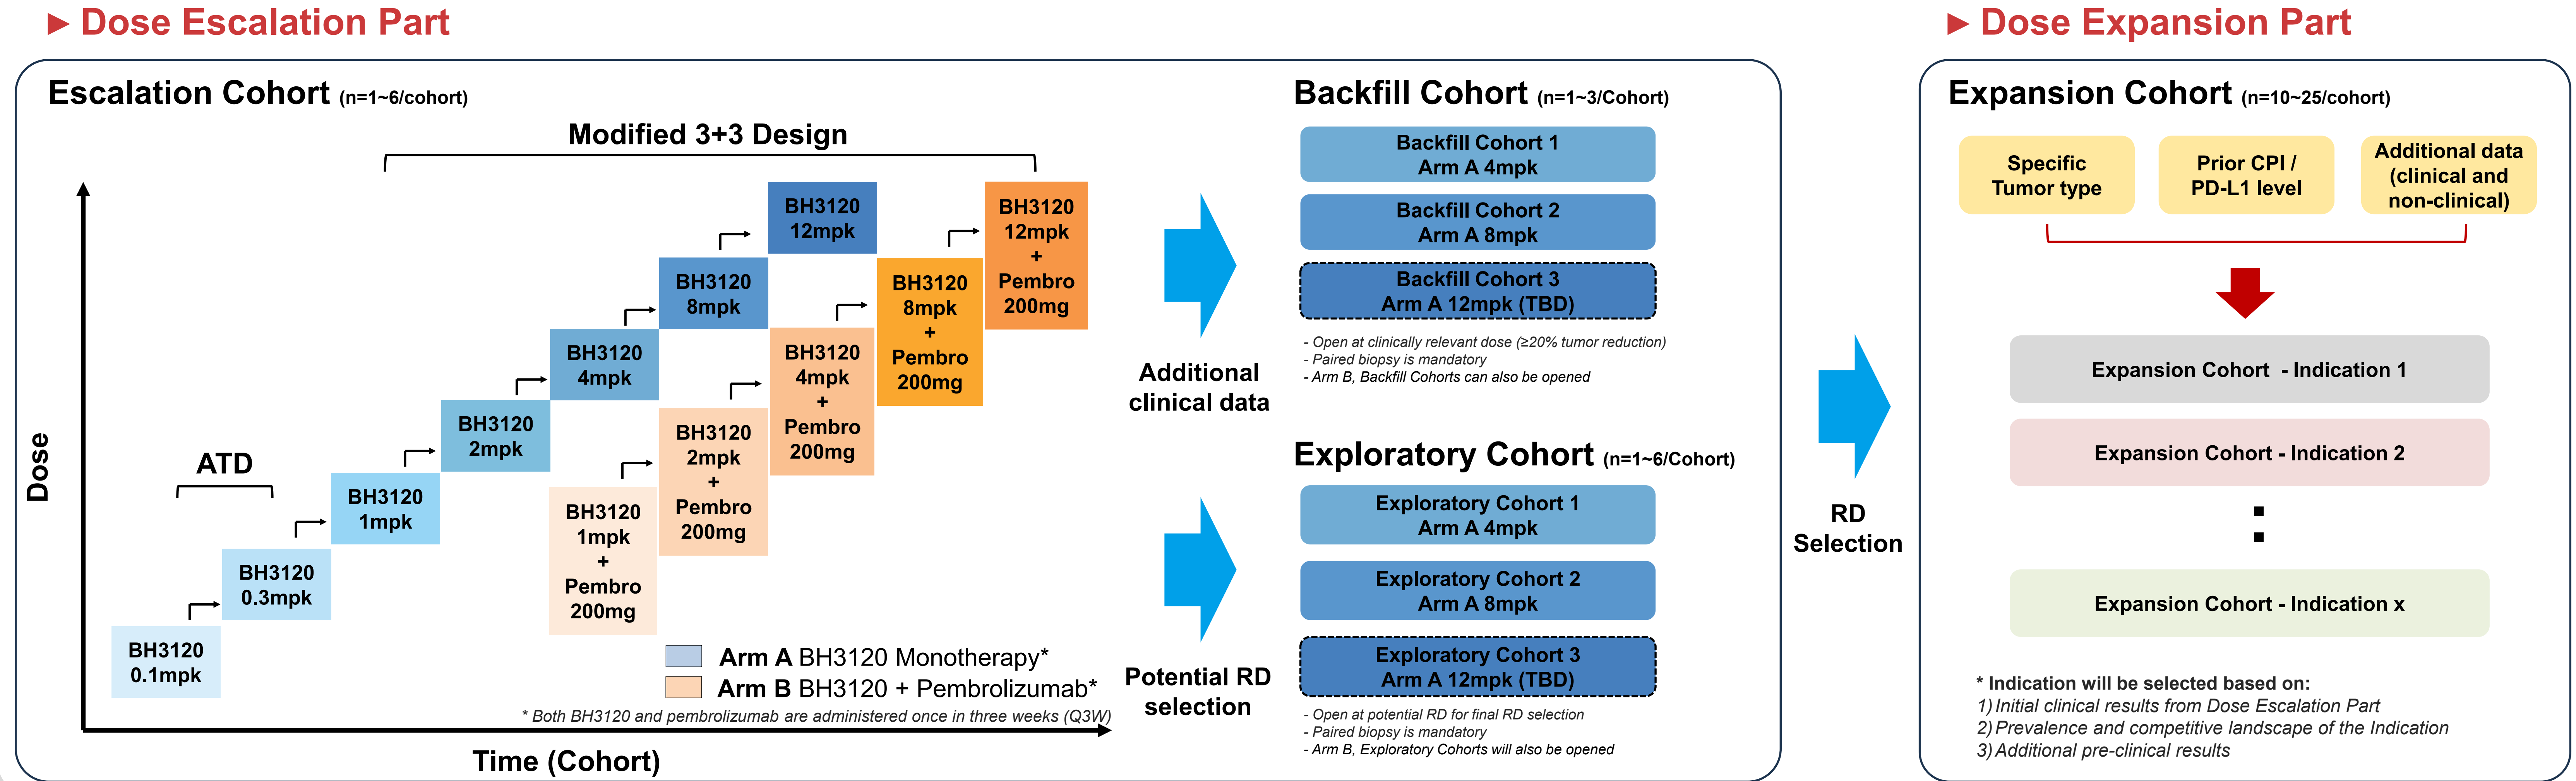 ► Dose Escalation Part
Escalation Cohort (n=1~6/cohort)
Modified 3+3 Design
Dose
ATD
BH3120
0.1mpk
BH3120
0.3mpk
BH3120
1mpk
BH3120
2mpk
BH3120
4mpk
BH3120
8mpk
BH3120
12mpk
BH3120
1mpk
+
Pembro
200mg
BH3120
2mpk
+
Pembro
200mg
BH3120
4mpk
+
Pembro
200mg
BH3120
8mpk
+
Pembro
200mg
BH3120
12mpk
+
Pembro
200mg
Arm A BH3120 Monotherapy*
Arm B BH3120 + Pembrolizumab*
* Both BH3120 and pembrolizumab are administered once in three weeks (Q3W)
Time (Cohort)
Additional
clinical data
Potential RD
selection
Backfill Cohort (n=1~3/Cohort)
Backfill Cohort 1
Arm A 4mpk
Backfill Cohort 2
Arm A 8mpk
Backfill Cohort 3
Arm A 12mpk (TBD)
- Open at clinically relevant dose (≥20% tumor reduction)
- Paired biopsy is mandatory
- Arm B, Backfill Cohorts can also be opened
Exploratory Cohort (n=1~6/Cohort)
Exploratory Cohort 1
Arm A 4mpk
Exploratory Cohort 2
Arm A 8mpk
Exploratory Cohort 3
Arm A 12mpk (TBD)
- Open at potential RD for final RD selection
- Paired biopsy is mandatory
- Arm B, Exploratory Cohorts will also be opened
RD
Selection
► Dose Expansion Part
Expansion Cohort (n=10~25/cohort)
Specific
Tumor type
Prior CPI /
PD-L1 level
Additional data
(clinical and
non-clinical)
Expansion Cohort - Indication 1
Expansion Cohort - Indication 2
:
Expansion Cohort - Indication x
* Indication will be selected based on:
1) Initial clinical results from Dose Escalation Part
2) Prevalence and competitive landscape of the Indication
3) Additional pre-clinical results